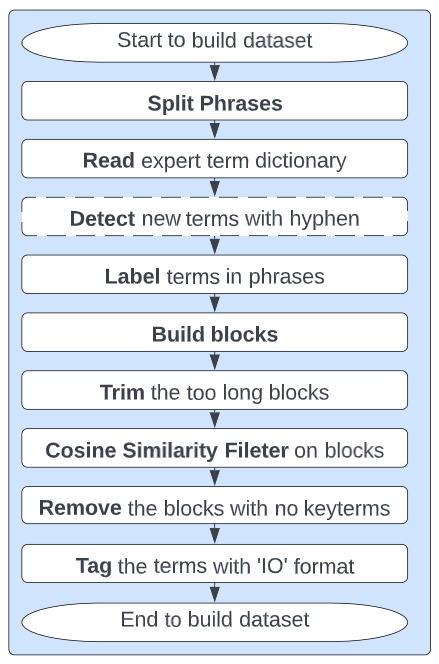 Start to build dataset
Split Phrases
Read expert term dictionary
Detect new terms with hyphen
Label terms in phrases
Build blocks
Trim the too long blocks
Cosine Similarity Fileter on blocks
Remove the blocks with no keyterms
Tag the terms with 'IO' format
End to build dataset